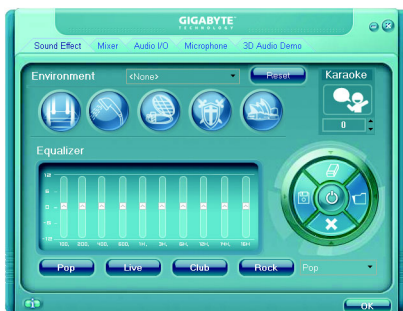 GIGABYTE
TECHNOLOGY
Sound Effect Mixer Audio I/O Microphone 3D Audio Demo
Environment <None> Reset Karaoke
0
Equalizer
Pop Live Club Rock Pop
OK